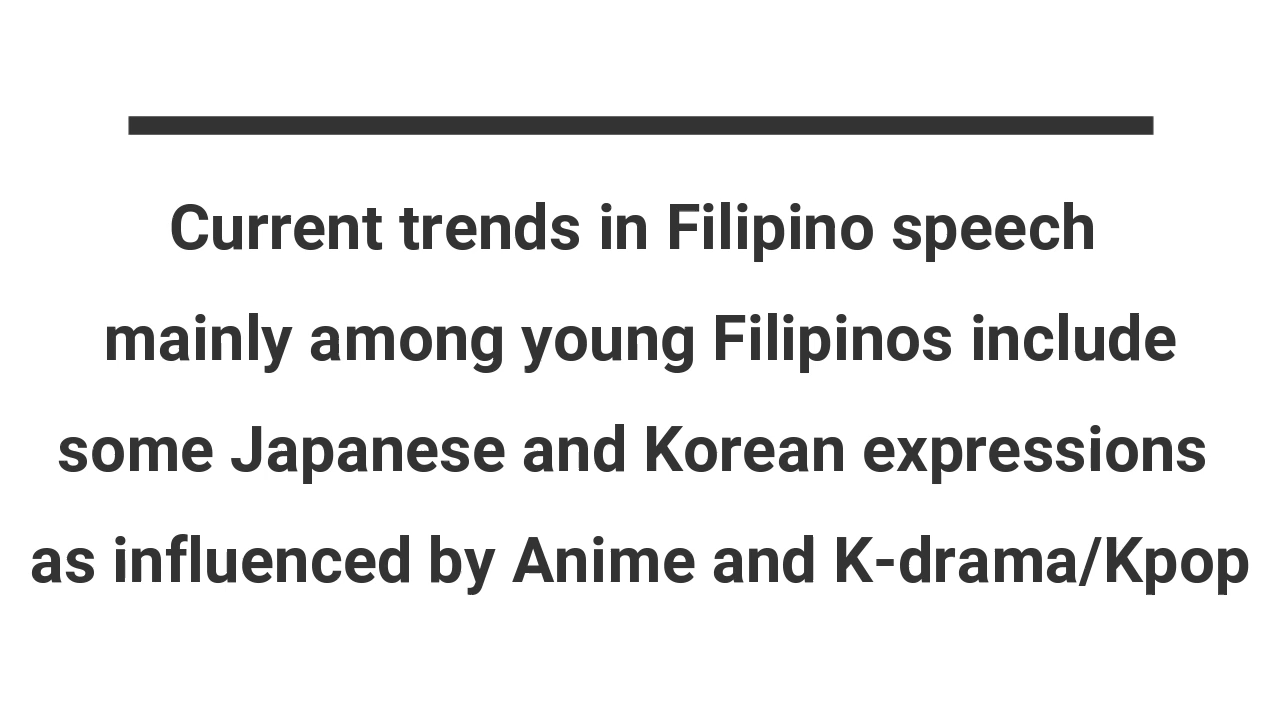 Current trends in Filipino speech
mainly among young Filipinos include
some Japanese and Korean expressions
as influenced by Anime and K-drama/Kpop